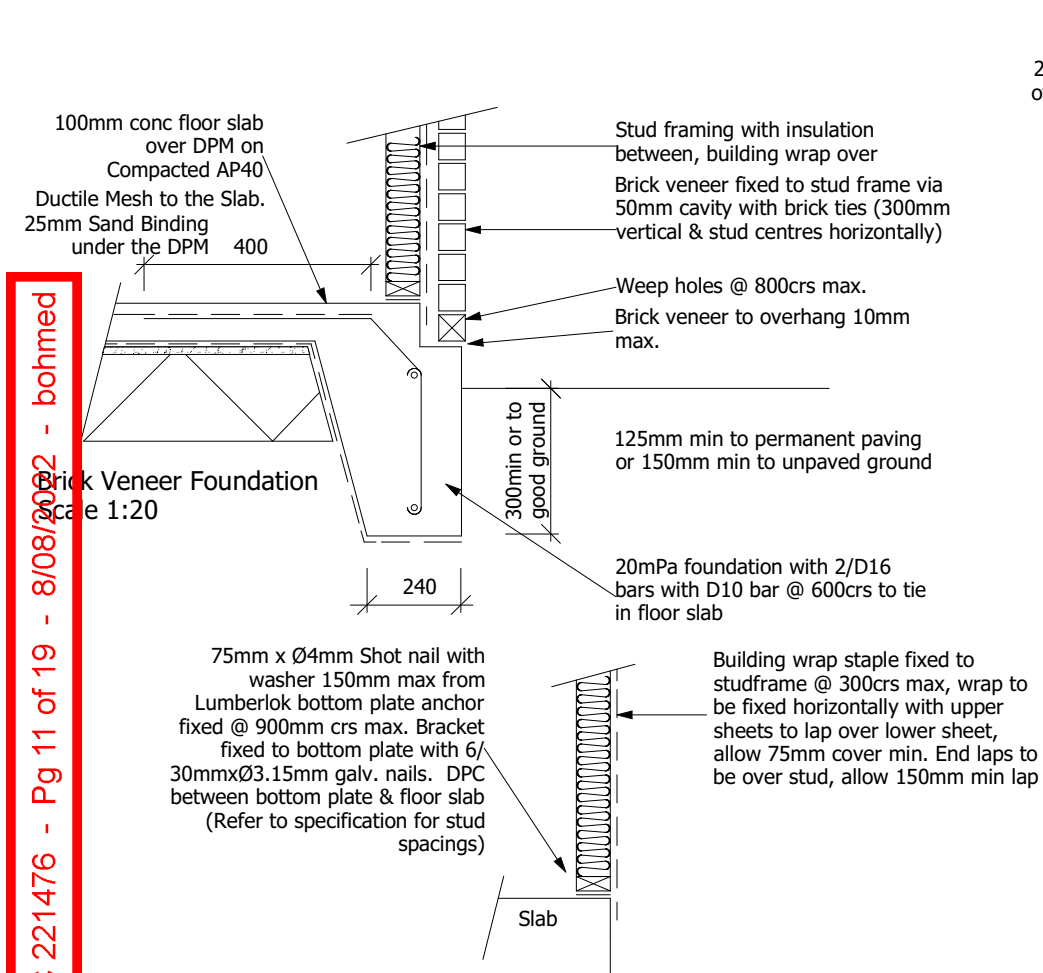 100mm conc floor slab
over DPM on
Compacted AP40
Ductile Mesh to the Slab.
25mm Sand Binding
under the DPM
400
Stud framing with insulation
between, building wrap over
Brick veneer fixed to stud frame via
50mm cavity with brick ties (300mm
vertical & stud centres horizontally)
Weep holes @ 800crs max.
Brick veneer to overhang 10mm
max.
300min or to
good ground
125mm min to permanent paving
or 150mm min to unpaved ground
Brick Veneer Foundation
Scale 1:20
20mPa foundation with 2/D16
bars with D10 bar @ 600crs to tie
in floor slab
240
75mm x Ø4mm Shot nail with
washer 150mm max from
Lumberlok bottom plate anchor
fixed @ 900mm crs max. Bracket
fixed to bottom plate with 6/
30mmxØ3.15mm galv. nails. DPC
between bottom plate & floor slab
(Refer to specification for stud
spacings)
Building wrap staple fixed to
studframe @ 300crs max, wrap to
be fixed horizontally with upper
sheets to lap over lower sheet,
allow 75mm cover min. End laps to
be over stud, allow 150mm min lap
Slab
221476 - Pg 11 of 19 - 8/08/2022 - bohmed
2